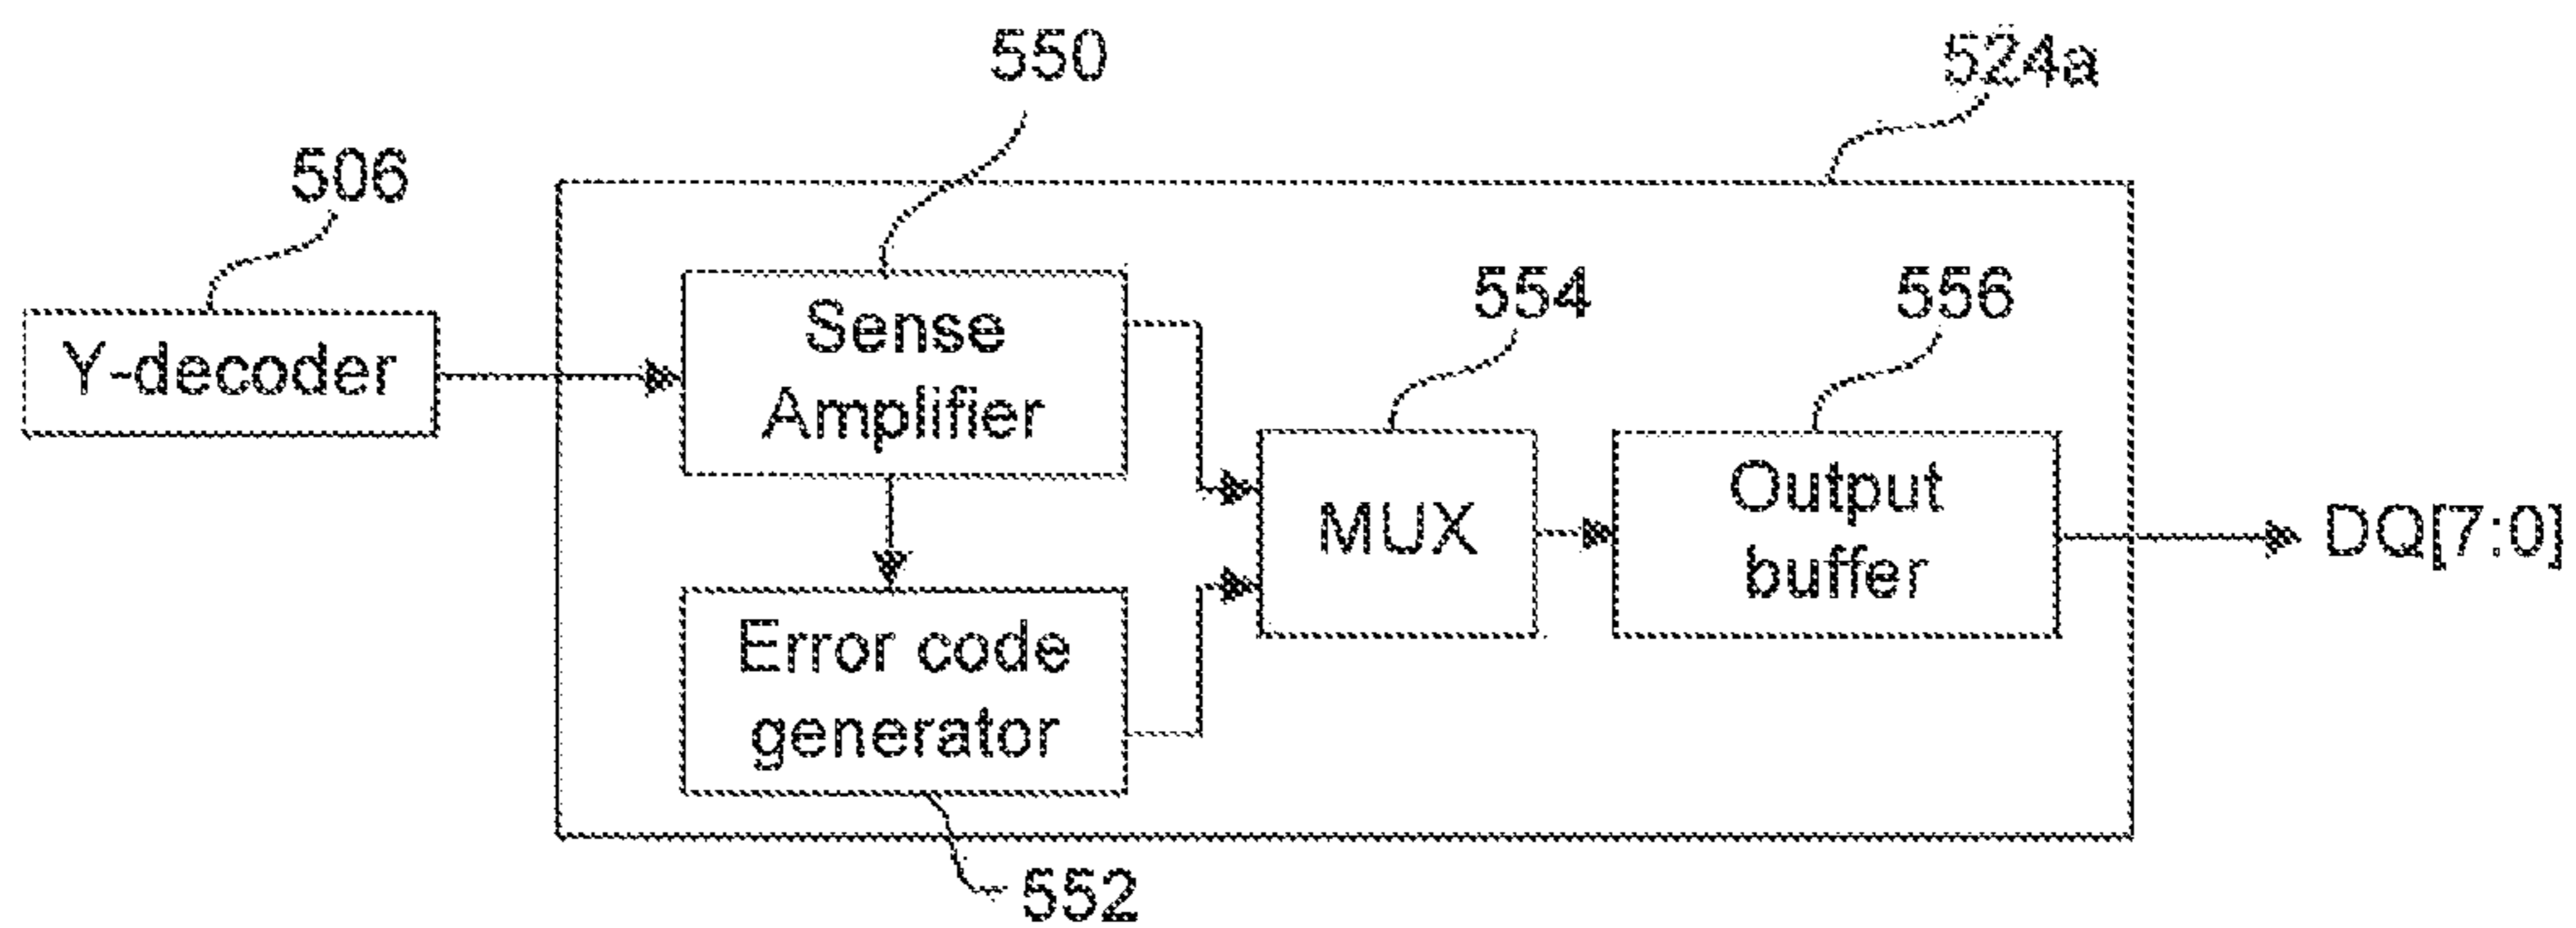 550
524a
506
Sense
Amplifier
Y-decoder
554
556
MUX
Output
buffer
DQ[7:0]
Error code
generator
552